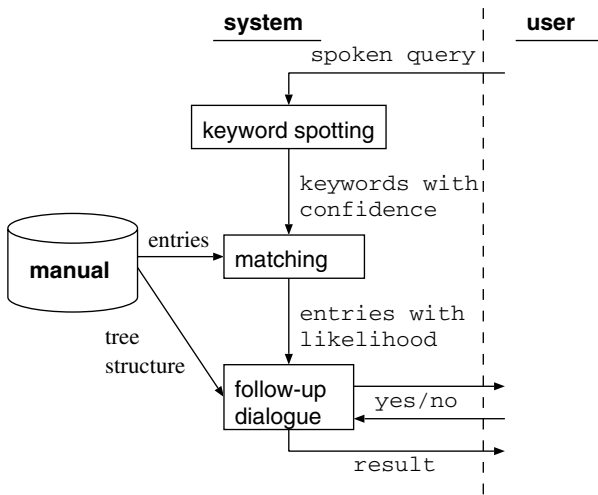 system
user
spoken query
keyword spotting
keywords with
confidence
entries
manual
matching
entries with
likelihood
tree
structure
follow-up
dialogue
yes/no
result